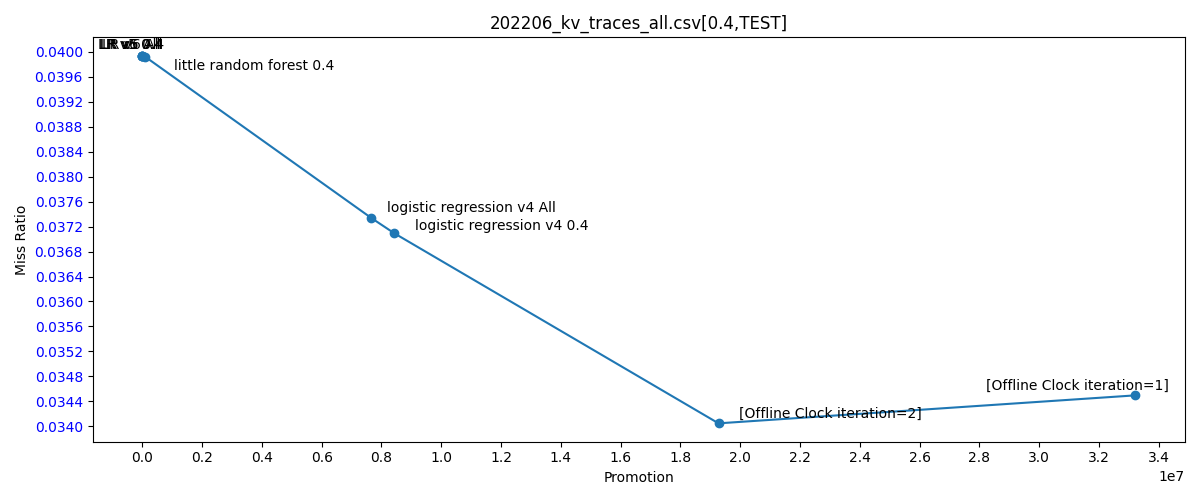 202206_kv_traces_all.csv[0.4,TEST]
little random forest 0.4
logistic regression v4 All
logistic regression v4 0.4
[Offline Clock iteration=1]
[Offline Clock iteration=2]
Miss Ratio
0.0400
0.0396
0.0392
0.0388
0.0384
0.0380
0.0376
0.0372
0.0368
0.0364
0.0360
0.0356
0.0352
0.0348
0.0344
0.0340
0.0 0.2 0.4 0.6 0.8 1.0 1.2 1.4 1.6 1.8 2.0 2.2 2.4 2.6 2.8 3.0 3.2 3.4
1e7
Promotion